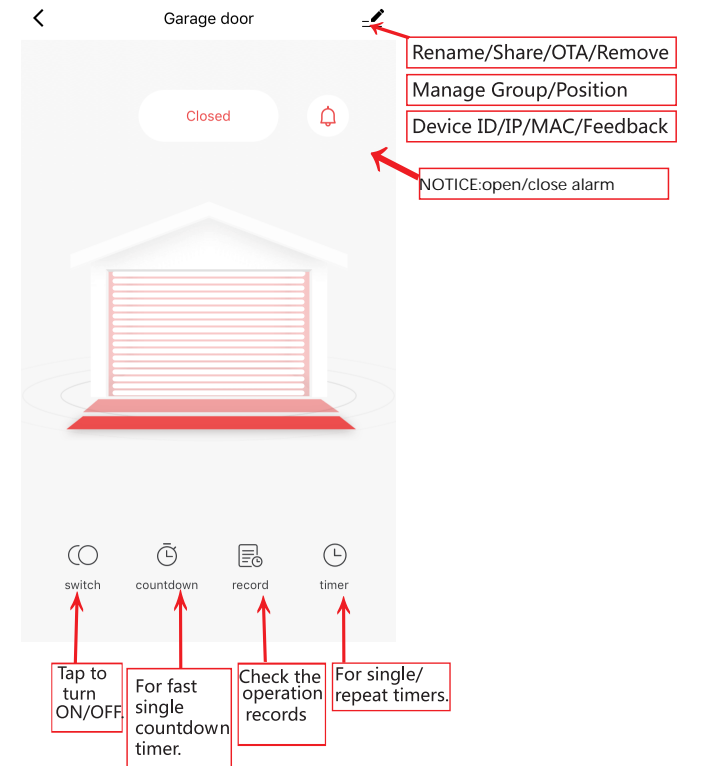 Garage door
Rename/Share/OTA/Remove
Manage Group/Position
Device ID/IP/MAC/Feedback
Closed
NOTICE:open/close alarm
switch
countdown
record
timer
Tap to
turn
ON/OFF.
For fast
single
countdown
timer.
Check the
operation
records
For single/
repeat timers.